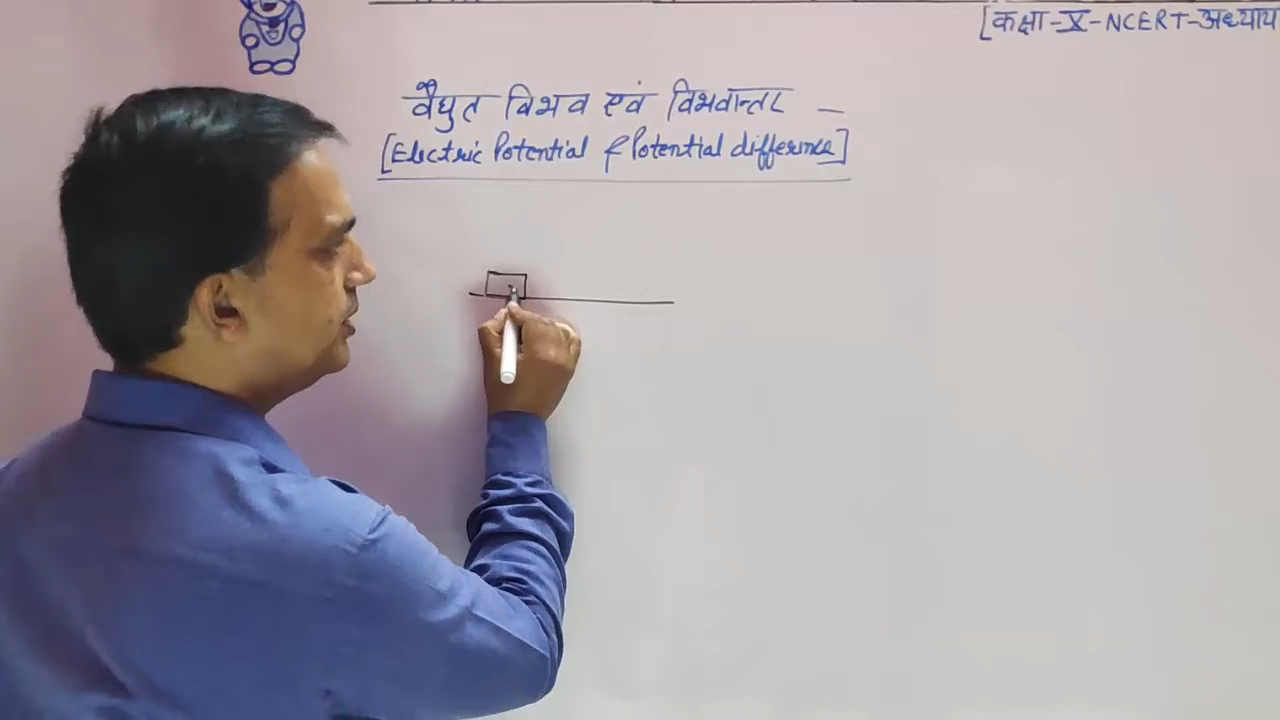 [कक्षा-X-NCERT-अध्याय
वैद्युत विभव एवं विभवान्तर -
[Electric Potential & Potential difference]